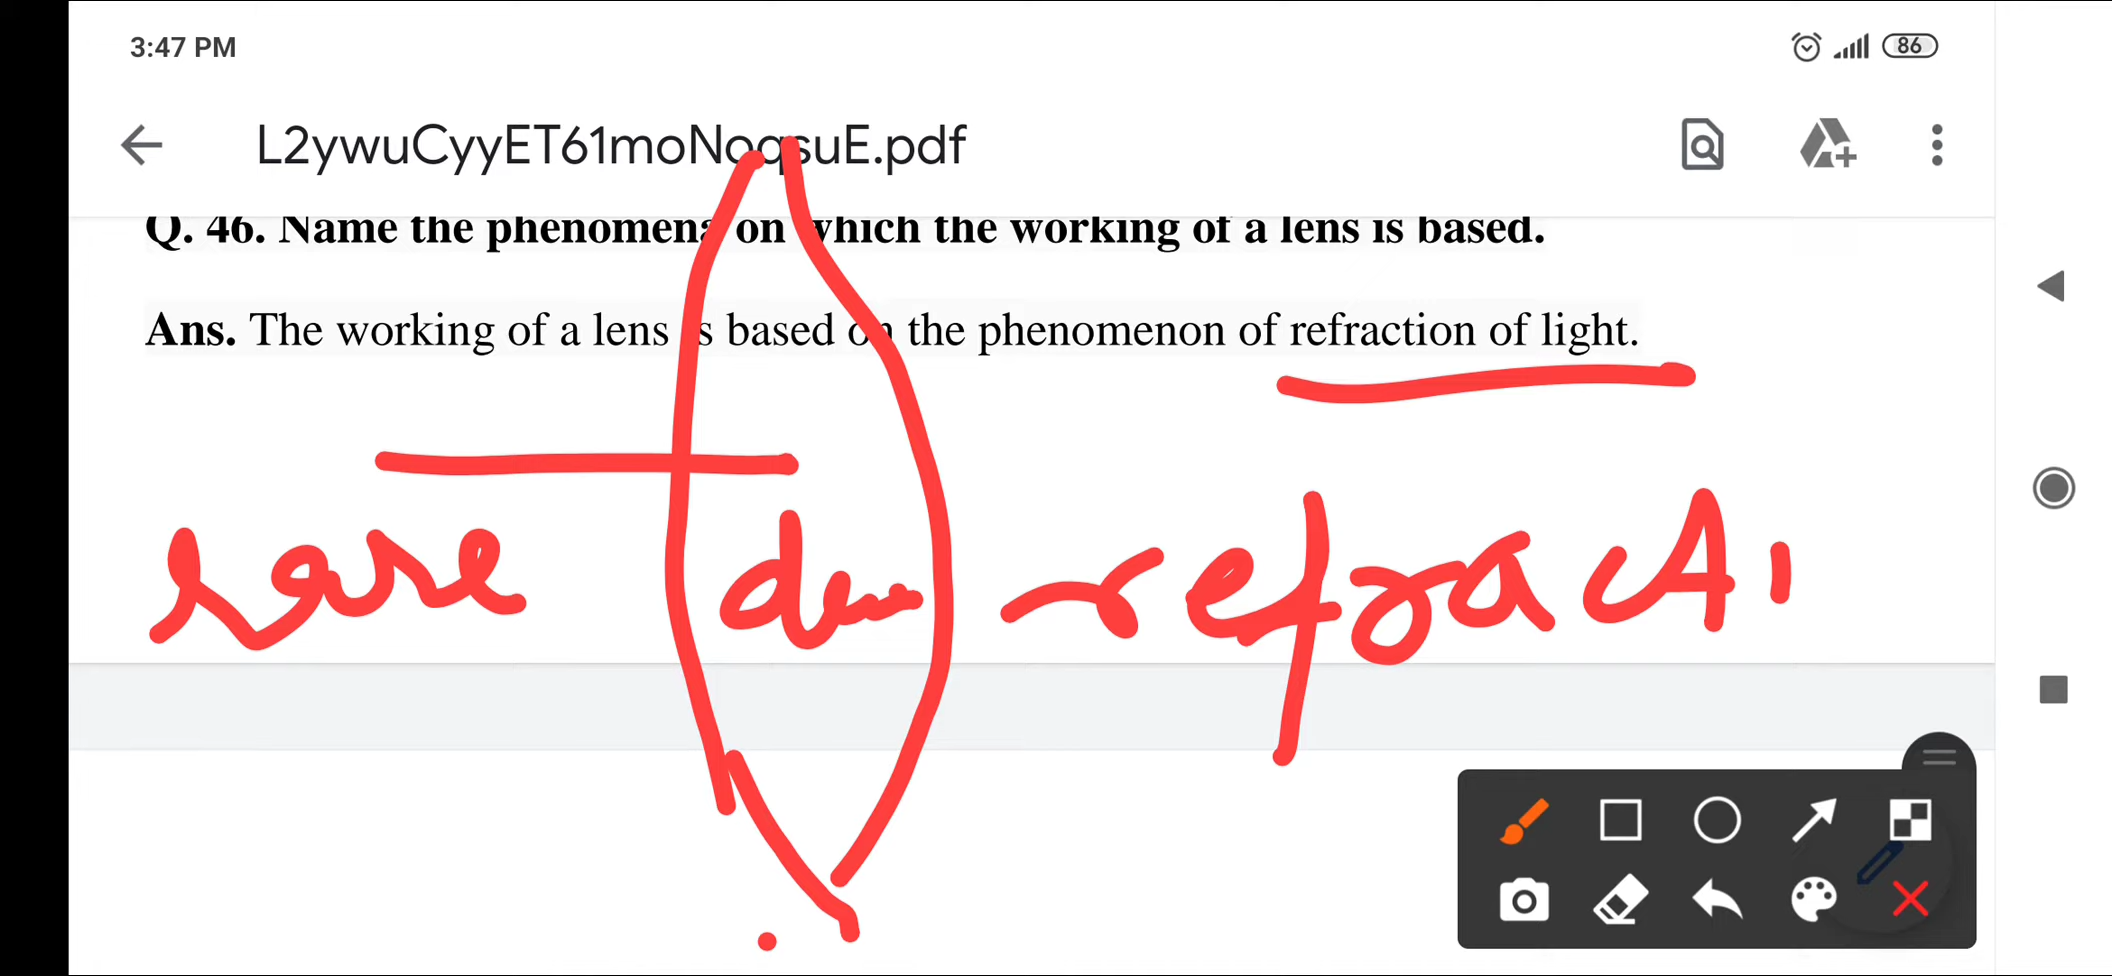 3:47 PM 86
L2ywuCyyET61moNoqsuE.pdf
Q. 46. Name the phenomena on which the working of a lens is based.
Ans. The working of a lens is based on the phenomenon of refraction of light.
rare den refracti